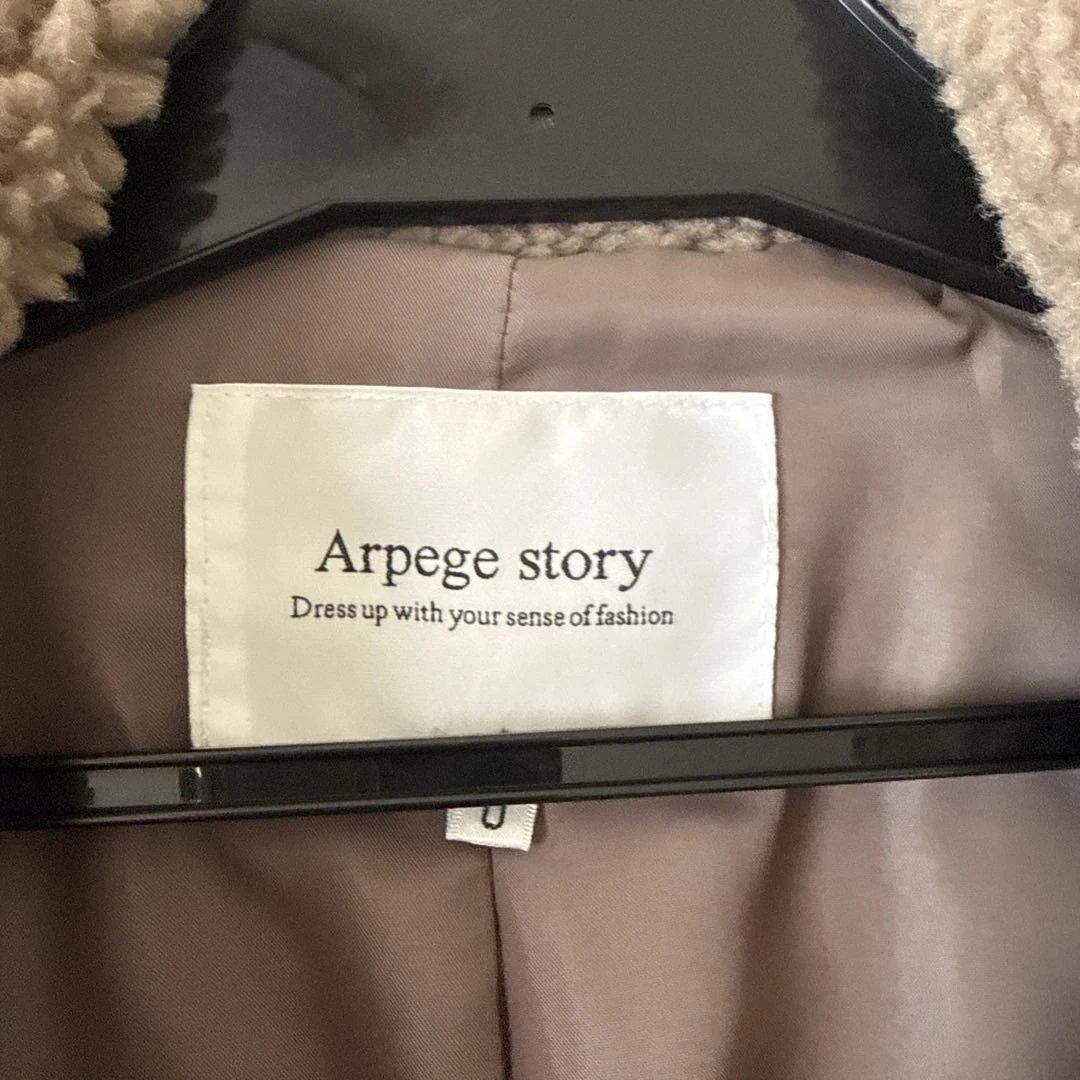 Arpege story
Dress up with your sense of fashion